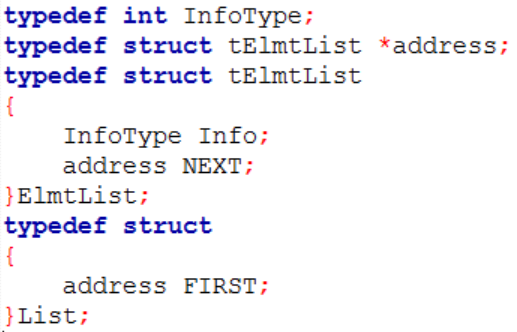 typedef int InfoType;
typedef struct tElmtList *address;
typedef struct tElmtList
{
    InfoType Info;
    address NEXT;
}ElmtList;
typedef struct
{
    address FIRST;
}List;